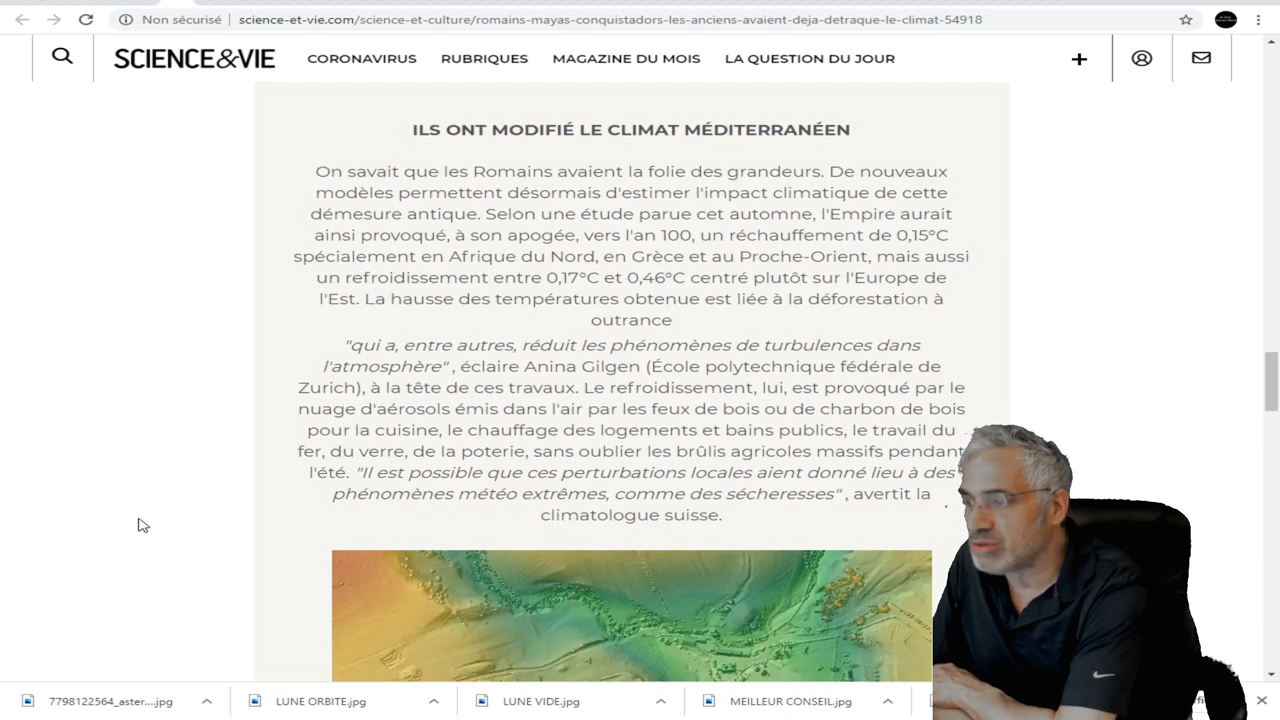 Non sécurisé
science-et-vie.com/science-et-culture/romains-mayas-conquistadors-les-anciens-avaient-deja-detraque-le-climat-54918
SCIENCE&VIE
CORONAVIRUS
RUBRIQUES
MAGAZINE DU MOIS
LA QUESTION DU JOUR
ILS ONT MODIFIÉ LE CLIMAT MÉDITERRANÉEN
On savait que les Romains avaient la folie des grandeurs. De nouveaux
modèles permettent désormais d'estimer l'impact climatique de cette
démesure antique. Selon une étude parue cet automne, l'Empire aurait
ainsi provoqué, à son apogée, vers l'an 100, un réchauffement de 0,15°C
spécialement en Afrique du Nord, en Grèce et au Proche-Orient, mais aussi
un refroidissement entre 0,17°C et 0,46°C centré plutôt sur l'Europe de
l'Est. La hausse des températures obtenue est liée à la déforestation à
outrance
"qui a, entre autres, réduit les phénomènes de turbulences dans
l'atmosphère", éclaire Anina Gilgen (École polytechnique fédérale de
Zurich), à la tête de ces travaux. Le refroidissement, lui, est provoqué par le
nuage d'aérosols émis dans l'air par les feux de bois ou de charbon de bois
pour la cuisine, le chauffage des logements et bains publics, le travail du
fer, du verre, de la poterie, sans oublier les brûlis agricoles massifs pendant
l'été. "Il est possible que ces perturbations locales aient donné lieu à des
phénomènes météo extrêmes, comme des sécheresses", avertit la
climatologue suisse.
7798122564_aster....jpg
LUNE ORBITE.jpg
LUNE VIDE.jpg
MEILLEUR CONSEIL.jpg